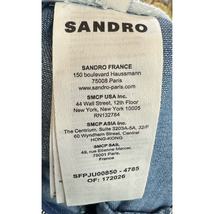 SANDRO
SANDRO FRANCE
150 boulevard Haussmann
75008 Paris
www.sandro-paris.com
SMCP USA Inc.
44 Wall Street, 12th Floor
New York, New York 10005
RN132784
SMCP ASIA Inc.
The Centrium, Suite 3203A-5A, 32/F
60 Wyndham Street, Central
HONG-KONG
SMCP SAS,
49, rue Etienne Marcel,
75001 Paris.
France
SFPJU00850 - 4785
OF: 172026